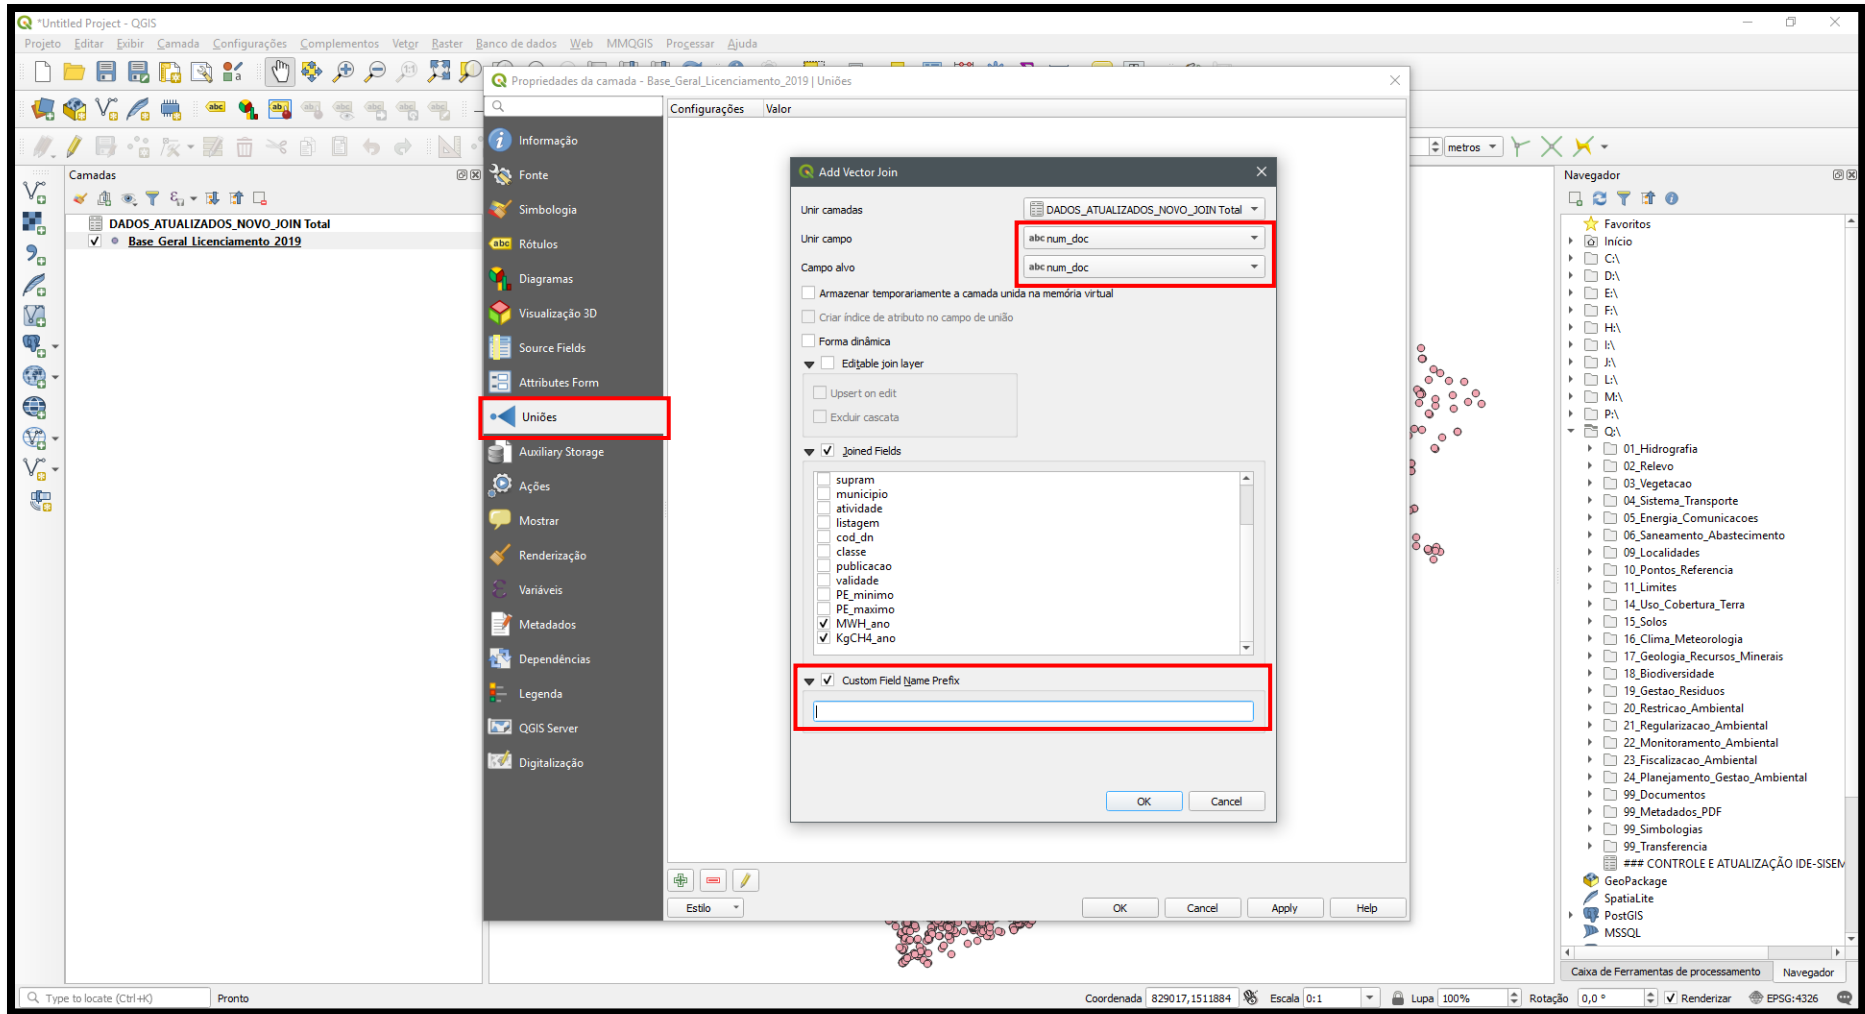 *Untitled Project - QGIS
Projeto Editar Exibir Camada Configurações Complementos Vetor Raster Banco de dados Web MMQGIS Processar Ajuda
Propriedades da camada - Base_Geral_Licenciamento_2019 | Uniões
Configurações Valor
Informação
Fonte
Simbologia
Rótulos
Diagramas
Visualização 3D
Source Fields
Attributes Form
Uniões
Auxiliary Storage
Ações
Mostrar
Renderização
Variáveis
Metadados
Dependências
Legenda
QGIS Server
Digitalização
Camadas
DADOS_ATUALIZADOS_NOVO_JOIN Total
Base Geral Licenciamento 2019
Add Vector Join
Unir camadas DADOS_ATUALIZADOS_NOVO_JOIN Total
Unir campo abc num_doc
Campo alvo abc num_doc
Armazenar temporariamente a camada unida na memória virtual
Criar índice de atributo no campo de união
Forma dinâmica
Editable join layer
Upsert on edit
Excluir cascata
Joined Fields
supram
municipio
atividade
listagem
cod_dn
classe
publicacao
validade
PE_minimo
PE_maximo
MWH_ano
KgCH4_ano
Custom Field Name Prefix
OK Cancel
Estilo
OK Cancel Apply Help
metros
Navegador
Favoritos
Início
C:\
D:\
E:\
F:\
H:\
I:\
J:\
L:\
M:\
P:\
Q:\
01_Hidrografia
02_Relevo
03_Vegetacao
04_Sistema_Transporte
05_Energia_Comunicacoes
06_Saneamento_Abastecimento
09_Localidades
10_Pontos_Referencia
11_Limites
14_Uso_Cobertura_Terra
15_Solos
16_Clima_Meteorologia
17_Geologia_Recursos_Minerais
18_Biodiversidade
19_Gestao_Residuos
20_Restricao_Ambiental
21_Regularizacao_Ambiental
22_Monitoramento_Ambiental
23_Fiscalizacao_Ambiental
24_Planejamento_Gestao_Ambiental
99_Documentos
99_Metadados_PDF
99_Simbologias
99_Transferencia
### CONTROLE E ATUALIZAÇÃO IDE-SISEM
GeoPackage
SpatiaLite
PostGIS
MSSQL
Caixa de Ferramentas de processamento Navegador
Type to locate (Ctrl+K) Pronto Coordenada 829017,1511884 Escala 0:1 Lupa 100% Rotação 0,0 ° Renderizar EPSG:4326